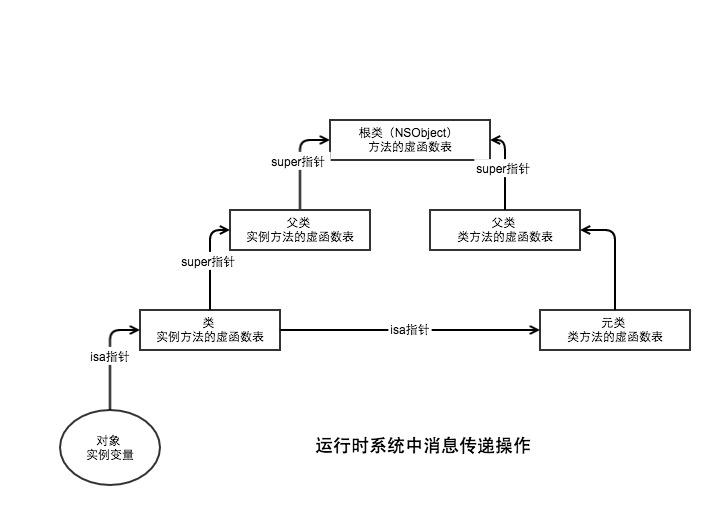 根类（NSObject）
方法的虚函数表
super指针
super指针
父类
实例方法的虚函数表
父类
类方法的虚函数表
super指针
类
实例方法的虚函数表
isa指针
元类
类方法的虚函数表
isa指针
对象
实例变量
运行时系统中消息传递操作